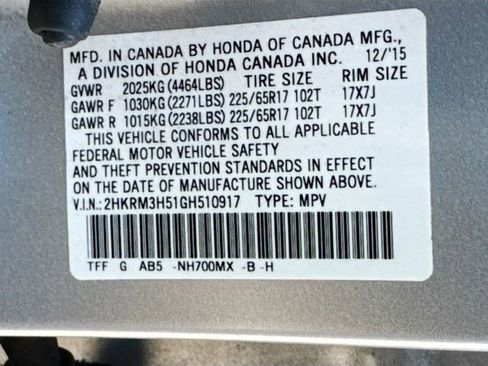 MFD. IN CANADA BY HONDA OF CANADA MFG.,
A DIVISION OF HONDA CANADA INC. 12/'15
GVWR 2025KG (4464LBS) TIRE SIZE RIM SIZE
GAWR F 1030KG (2271LBS) 225/65R17 102T 17X7J
GAWR R 1015KG (2238LBS) 225/65R17 102T 17X7J
THIS VEHICLE CONFORMS TO ALL APPLICABLE
FEDERAL MOTOR VEHICLE SAFETY
AND THEFT PREVENTION STANDARDS IN EFFECT
ON THE DATE OF MANUFACTURE SHOWN ABOVE.
V.I.N.: 2HKRM3H51GH510917 TYPE: MPV
TFF G AB5 -NH700MX -B -H